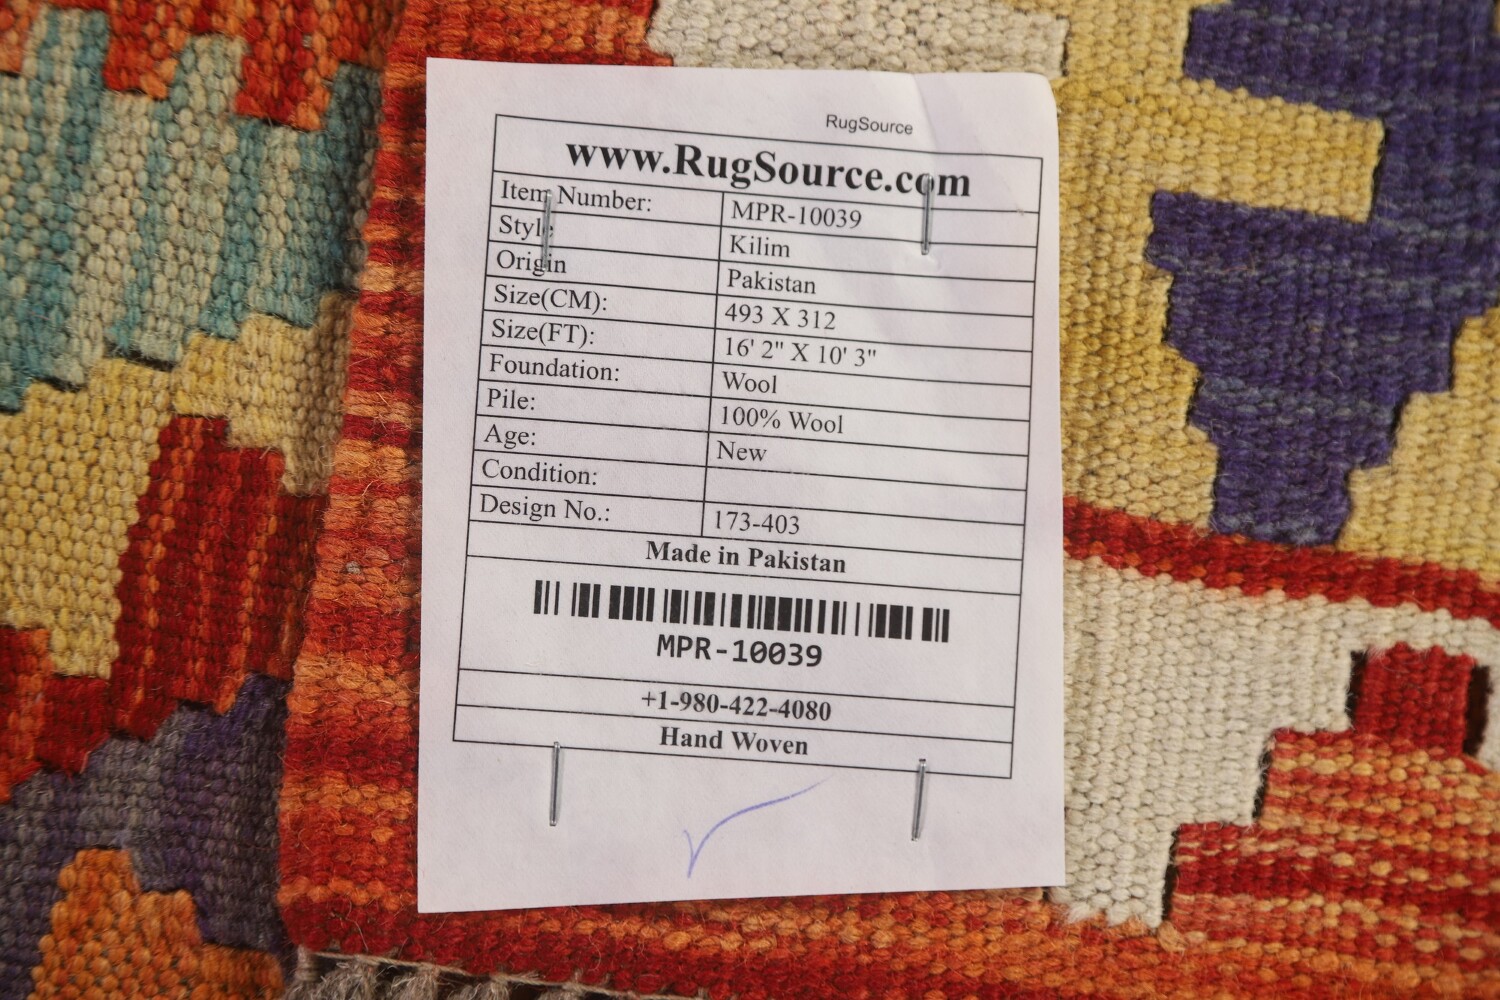 RugSource
www.RugSource.com
Item Number: MPR-10039
Style Kilim
Origin Pakistan
Size(CM): 493 X 312
Size(FT): 16' 2" X 10' 3"
Foundation: Wool
Pile: 100% Wool
Age: New
Condition:
Design No.: 173-403
Made in Pakistan
MPR-10039
+1-980-422-4080
Hand Woven